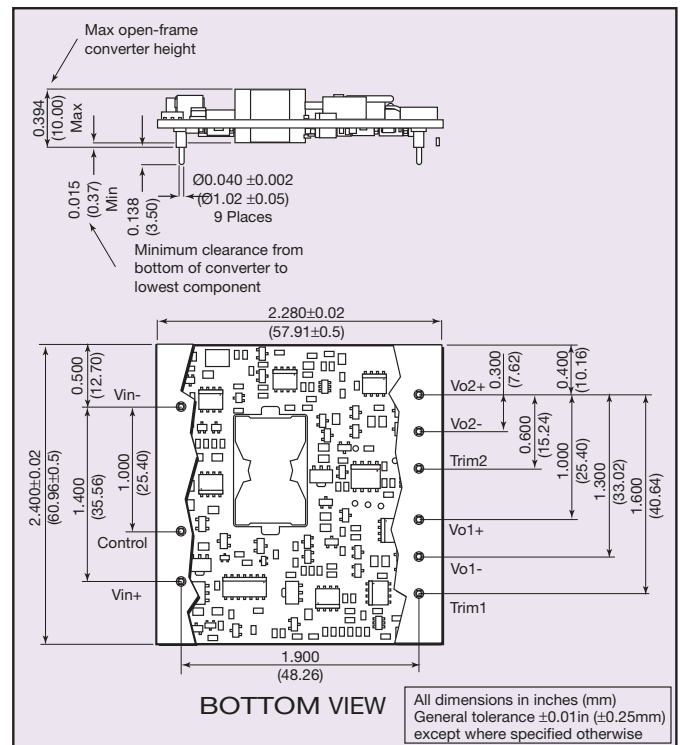 Max open-frame
converter height
0.394
(10.00)
Max
0.015
(0.37)
Min
0.138
(3.50)
Ø0.040 ±0.002
(Ø1.02 ±0.05)
9 Places
Minimum clearance from
bottom of converter to
lowest component
2.280±0.02
(57.91±0.5)
0.500
(12.70)
Vin-
2.400±0.02
(60.96±0.5)
1.400
(35.56)
1.000
(25.40)
Control
Vin+
Vo2+
0.300
(7.62)
0.400
(10.16)
Vo2-
Trim2
0.600
(15.24)
1.000
(25.40)
1.300
(33.02)
1.600
(40.64)
Vo1+
Vo1-
Trim1
1.900
(48.26)
BOTTOM VIEW
All dimensions in inches (mm)
General tolerance ±0.01in (±0.25mm)
except where specified otherwise